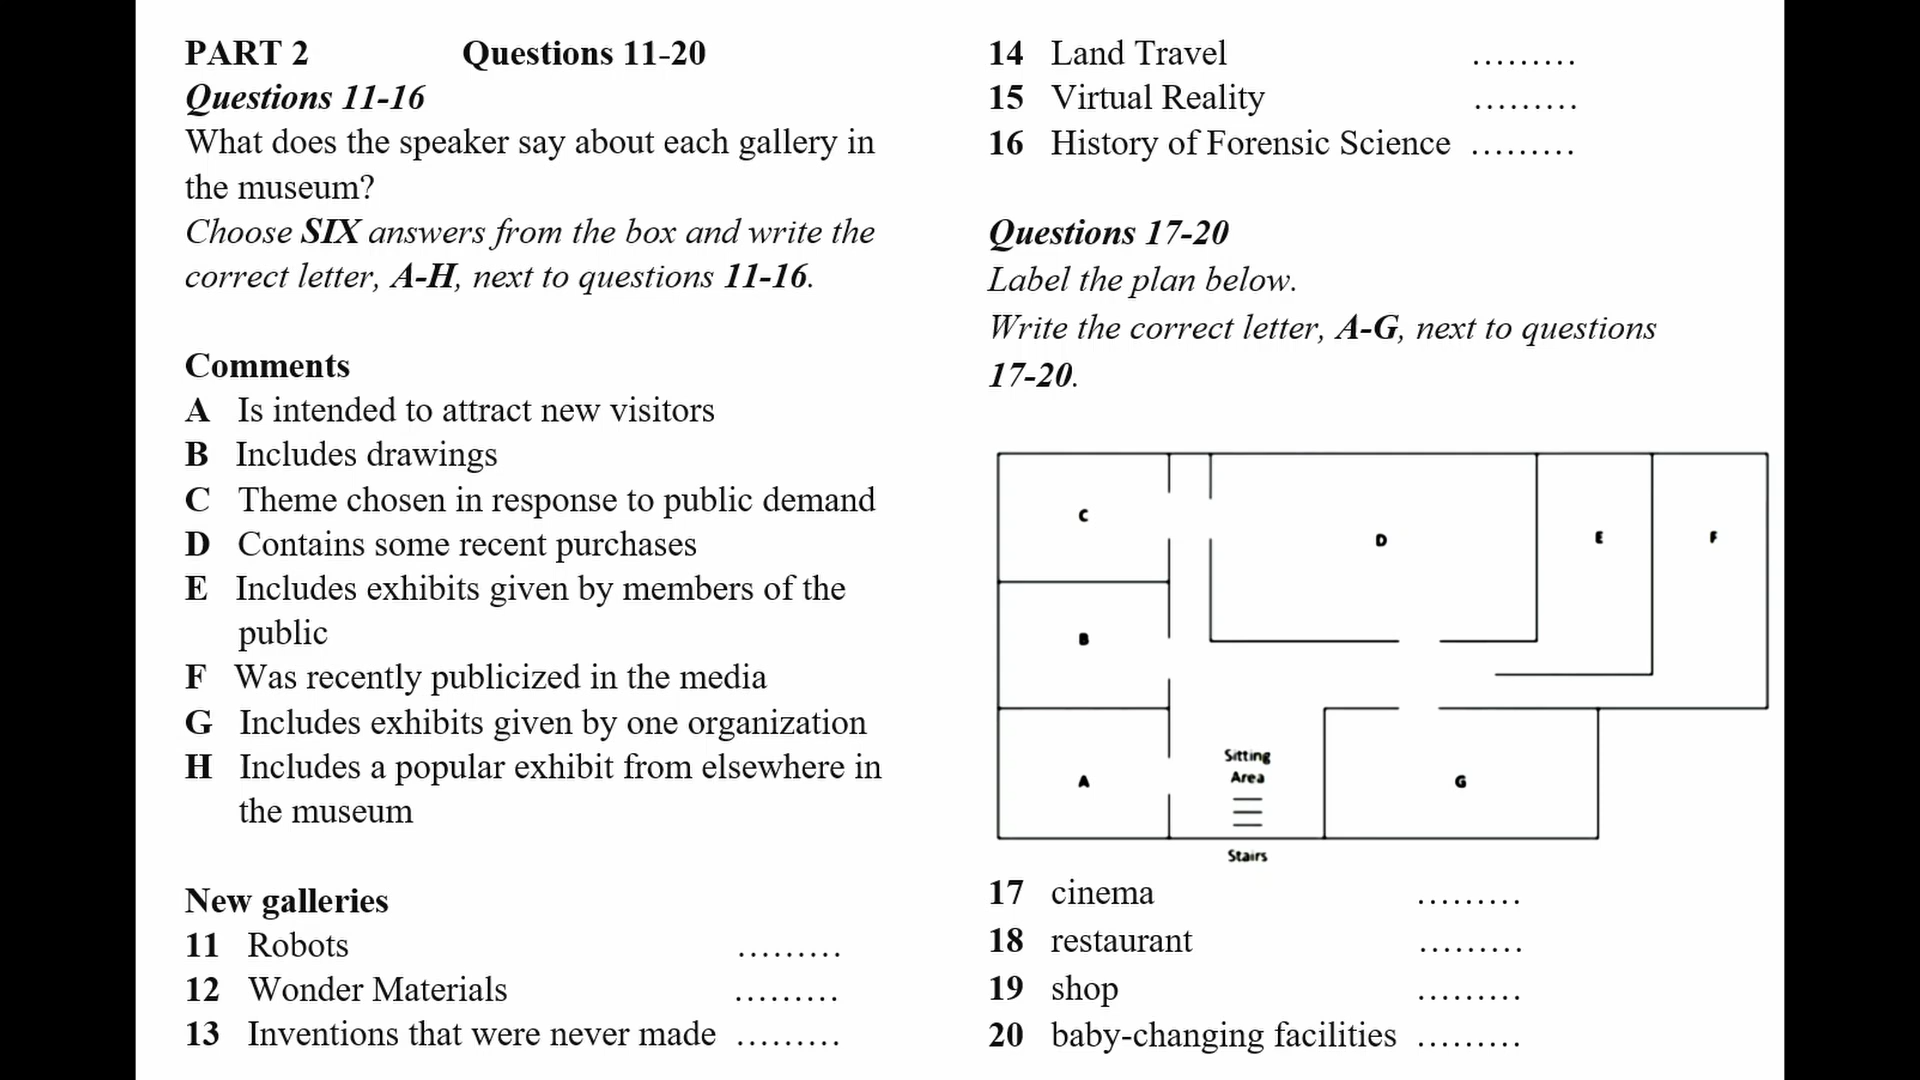 PART 2 Questions 11-20
Questions 11-16
What does the speaker say about each gallery in
the museum?
Choose SIX answers from the box and write the
correct letter, A-H, next to questions 11-16.
Comments
A Is intended to attract new visitors
B Includes drawings
C Theme chosen in response to public demand
D Contains some recent purchases
E Includes exhibits given by members of the
public
F Was recently publicized in the media
G Includes exhibits given by one organization
H Includes a popular exhibit from elsewhere in
the museum
New galleries
11 Robots .........
12 Wonder Materials .........
13 Inventions that were never made .........
14 Land Travel .........
15 Virtual Reality .........
16 History of Forensic Science .........
Questions 17-20
Label the plan below.
Write the correct letter, A-G, next to questions
17-20.
C
D
E
F
B
A
Sitting
Area
G
Stairs
17 cinema .........
18 restaurant .........
19 shop .........
20 baby-changing facilities .........